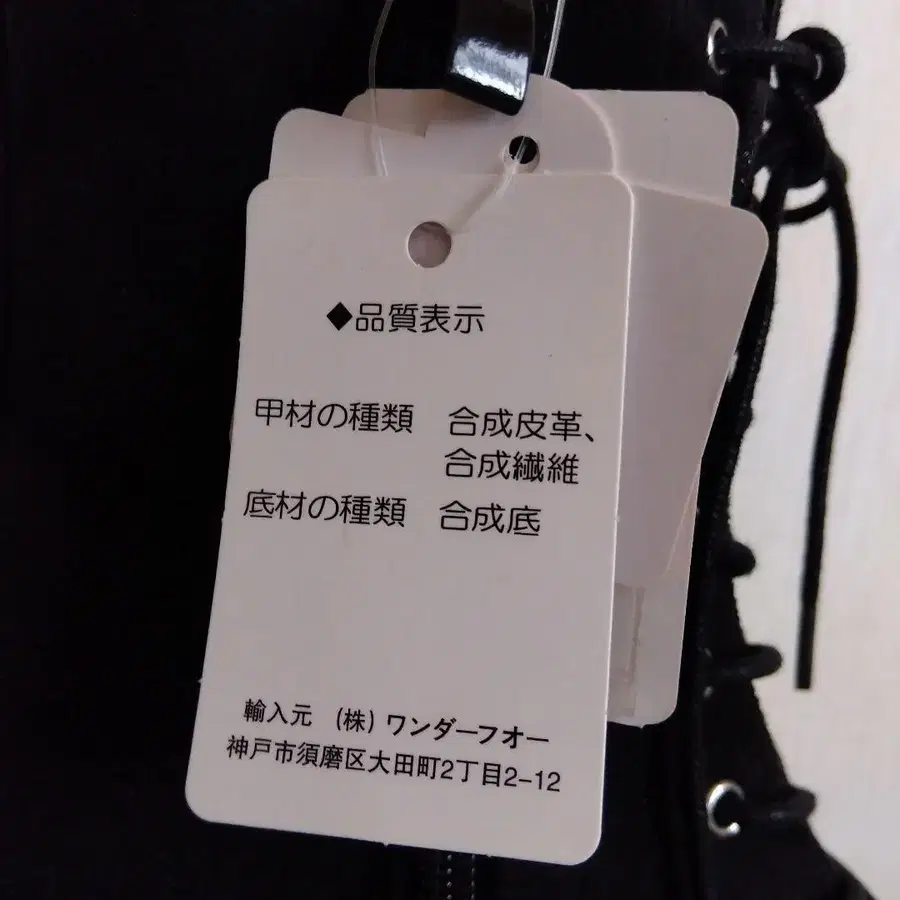 ◆品質表示
甲材の種類 合成皮革、
合成繊維
底材の種類 合成底
輸入元 (株)ワンダーフオー
神戸市須磨区大田町2丁目2-12